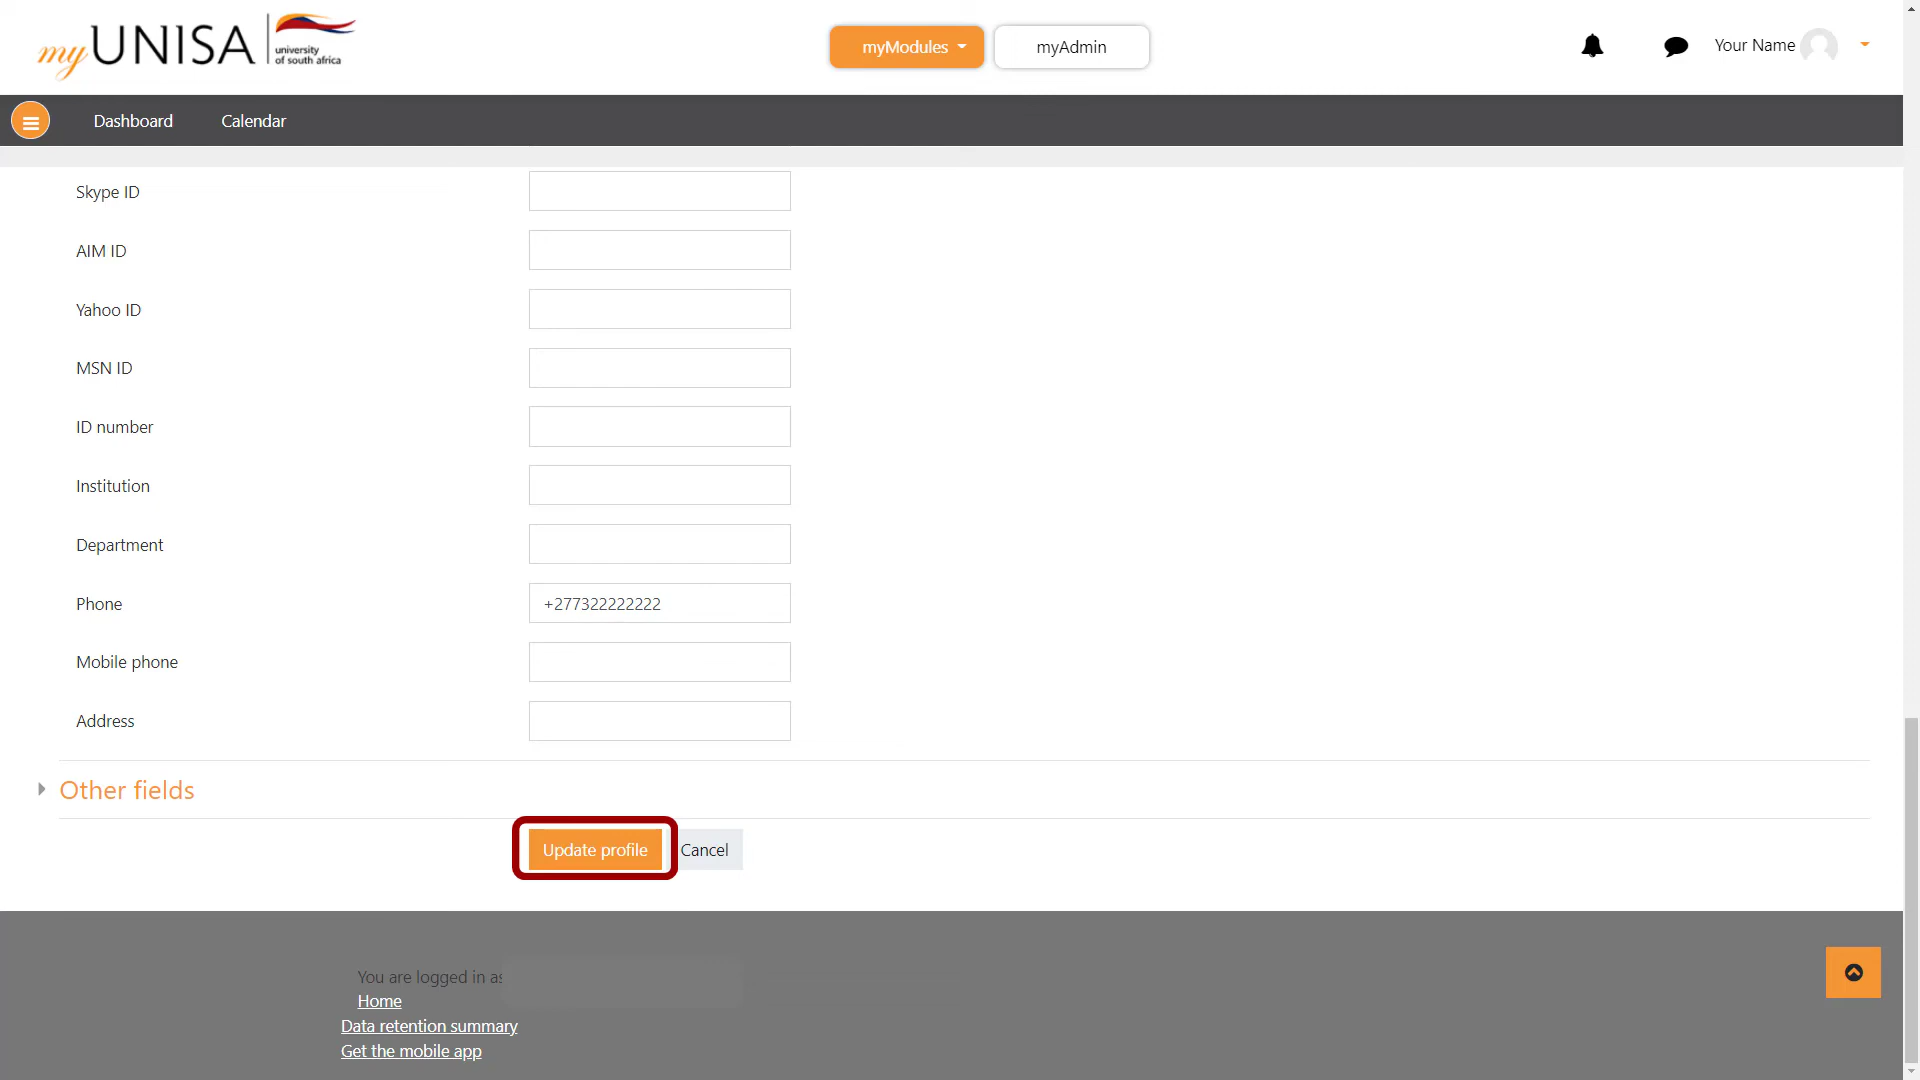 myUNISA university of south africa
myModules
myAdmin
Your Name
Dashboard
Calendar
Skype ID
AIM ID
Yahoo ID
MSN ID
ID number
Institution
Department
Phone +277322222222
Mobile phone
Address
Other fields
Update profile Cancel
You are logged in as
Home
Data retention summary
Get the mobile app